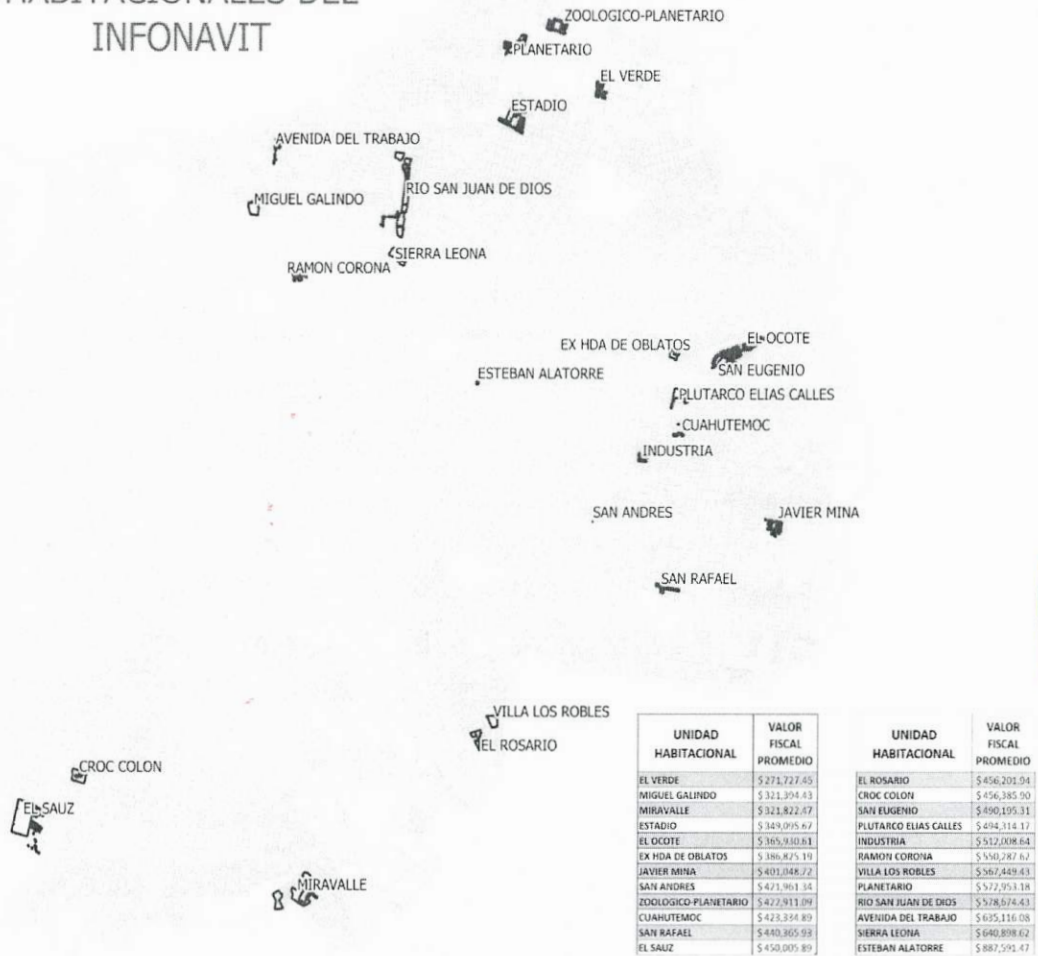 HABITACIONALES DEL
INFONAVIT
ZOOLOGICO-PLANETARIO
PLANETARIO
EL VERDE
ESTADIO
AVENIDA DEL TRABAJO
RIO SAN JUAN DE DIOS
MIGUEL GALINDO
SIERRA LEONA
RAMON CORONA
EL OCOTE
EX HDA DE OBLATOS
SAN EUGENIO
ESTEBAN ALATORRE
PLUTARCO ELIAS CALLES
CUAHUTEMOC
INDUSTRIA
SAN ANDRES
JAVIER MINA
SAN RAFAEL
VILLA LOS ROBLES
EL ROSARIO
CROC COLON
EL SAUZ
MIRAVALLE
UNIDAD HABITACIONAL VALOR FISCAL PROMEDIO
EL VERDE $271,727.45
MIGUEL GALINDO $321,394.43
MIRAVALLE $321,822.47
ESTADIO $349,095.67
EL OCOTE $365,930.61
EX HDA DE OBLATOS $386,875.19
JAVIER MINA $401,048.72
SAN ANDRES $421,961.34
ZOOLOGICO-PLANETARIO $422,911.09
CUAHUTEMOC $423,334.89
SAN RAFAEL $440,365.93
EL SAUZ $450,005.89
UNIDAD HABITACIONAL VALOR FISCAL PROMEDIO
EL ROSARIO $456,201.94
CROC COLON $456,385.90
SAN EUGENIO $490,195.31
PLUTARCO ELIAS CALLES $494,314.17
INDUSTRIA $512,008.64
RAMON CORONA $550,287.62
VILLA LOS ROBLES $567,449.43
PLANETARIO $572,953.18
RIO SAN JUAN DE DIOS $578,674.43
AVENIDA DEL TRABAJO $635,116.08
SIERRA LEONA $640,898.62
ESTEBAN ALATORRE $887,591.47